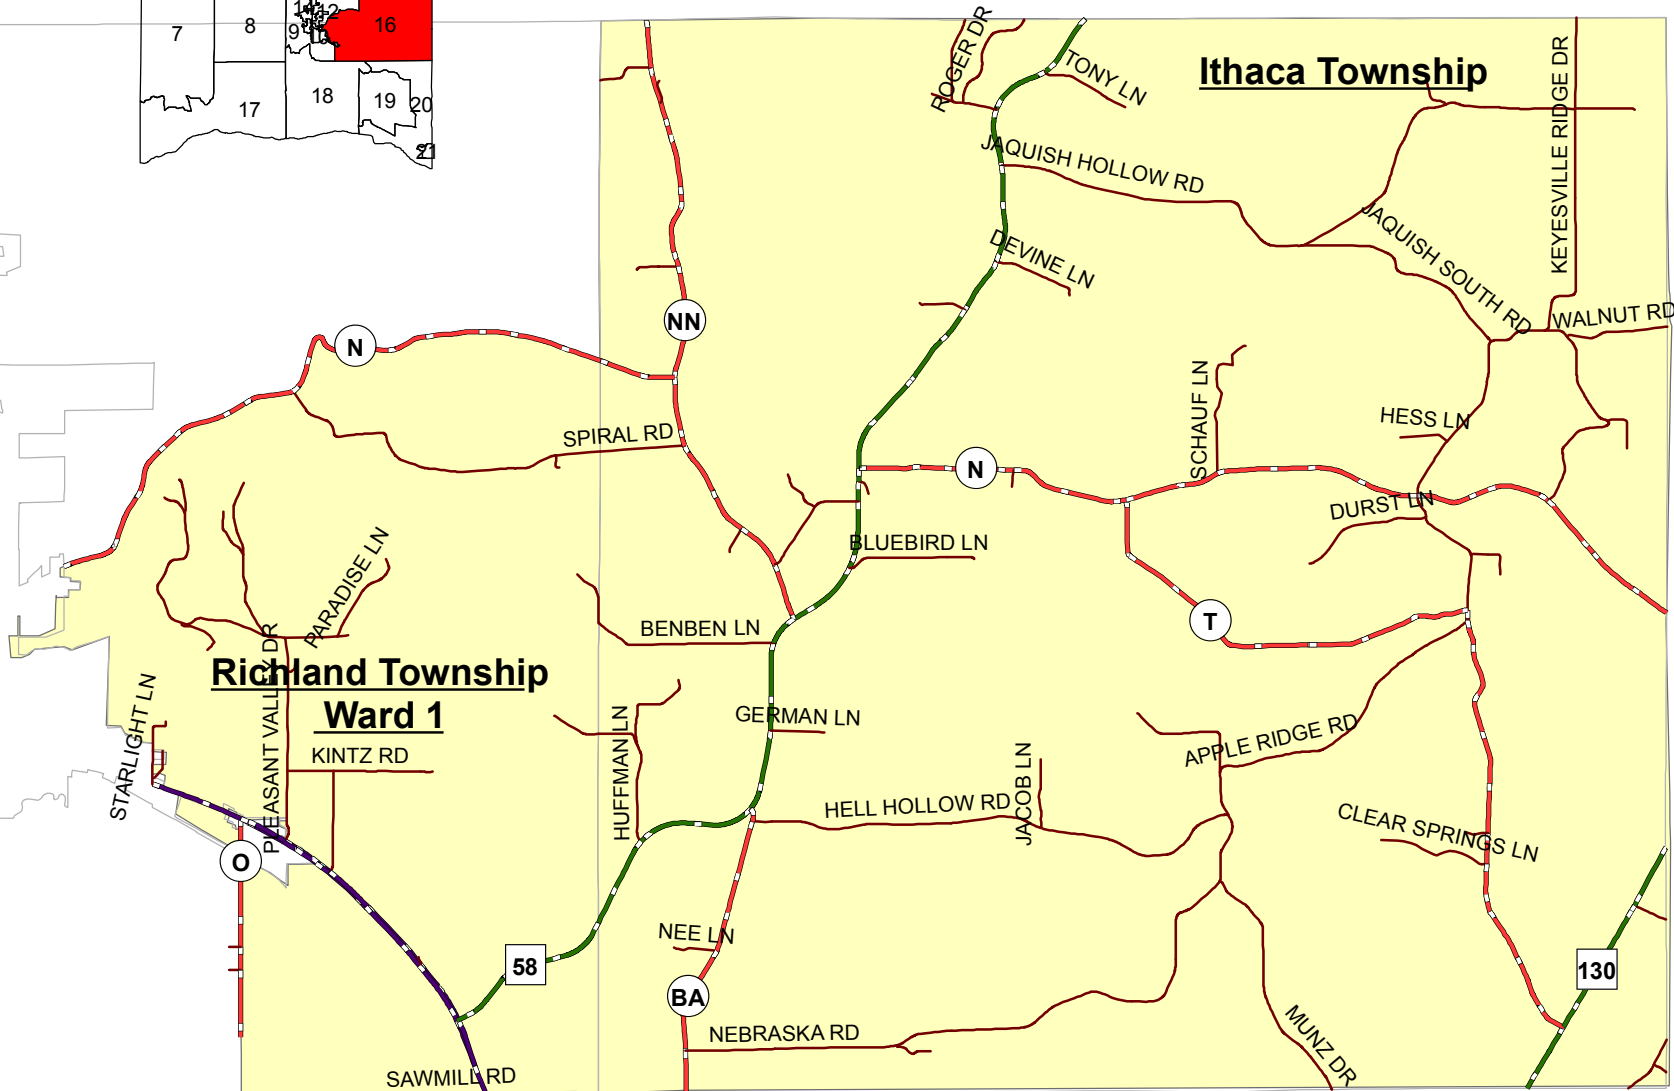 7
8
9
12
16
17
18
19
20
21
Ithaca Township
ROGER DR
TONY LN
KEYESVILLE RIDGE DR
JAQUISH HOLLOW RD
JAQUISH SOUTH RD
DEVINE LN
WALNUT RD
NN
N
SPIRAL RD
SCHAUF LN
HESS LN
N
DURST LN
BLUEBIRD LN
PARADISE LN
BENBEN LN
T
Richland Township
Ward 1
STARLIGHT LN
PLEASANT VALLEY DR
KINTZ RD
HUFFMAN LN
GERMAN LN
APPLE RIDGE RD
JACOB LN
HELL HOLLOW RD
CLEAR SPRINGS LN
O
NEE LN
58
130
BA
NEBRASKA RD
MUNZ DR
SAWMILL RD